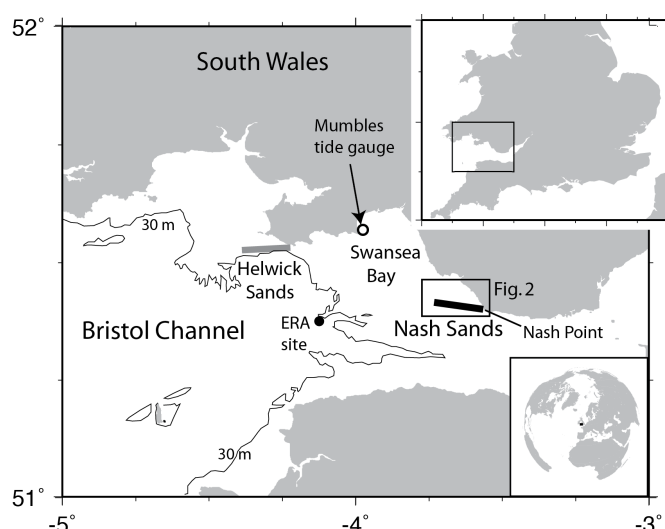 52°
South Wales
Mumbles
tide gauge
30 m
Swansea
Bay
Helwick
Sands
Fig. 2
Bristol Channel
ERA
site
Nash Sands
Nash Point
30 m
51°
-5°
-4°
-3°